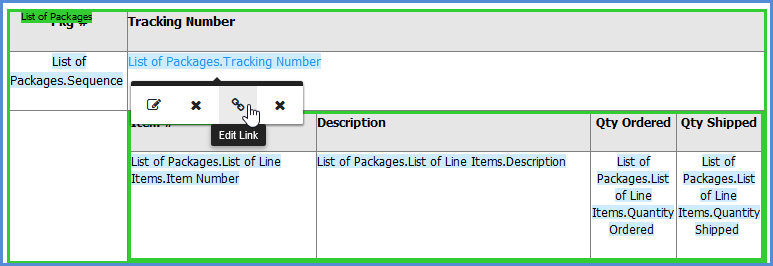 List of Packages
Pkg #
Tracking Number
List of
Packages.Sequence
List of Packages.Tracking Number
Edit Link
Item #
Description
Qty Ordered
Qty Shipped
List of Packages.List of Line
Items.Item Number
List of Packages.List of Line Items.Description
List of
Packages.List
of Line
Items.Quantity
Ordered
List of
Packages.List
of Line
Items.Quantity
Shipped